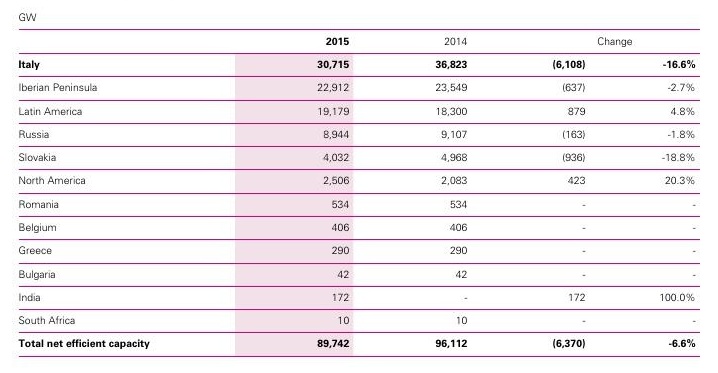 GW
2015 2014 Change
Italy 30,715 36,823 (6,108) -16.6%
Iberian Peninsula 22,912 23,549 (637) -2.7%
Latin America 19,179 18,300 879 4.8%
Russia 8,944 9,107 (163) -1.8%
Slovakia 4,032 4,968 (936) -18.8%
North America 2,506 2,083 423 20.3%
Romania 534 534 - -
Belgium 406 406 - -
Greece 290 290 - -
Bulgaria 42 42 - -
India 172 - 172 100.0%
South Africa 10 10 - -
Total net efficient capacity 89,742 96,112 (6,370) -6.6%